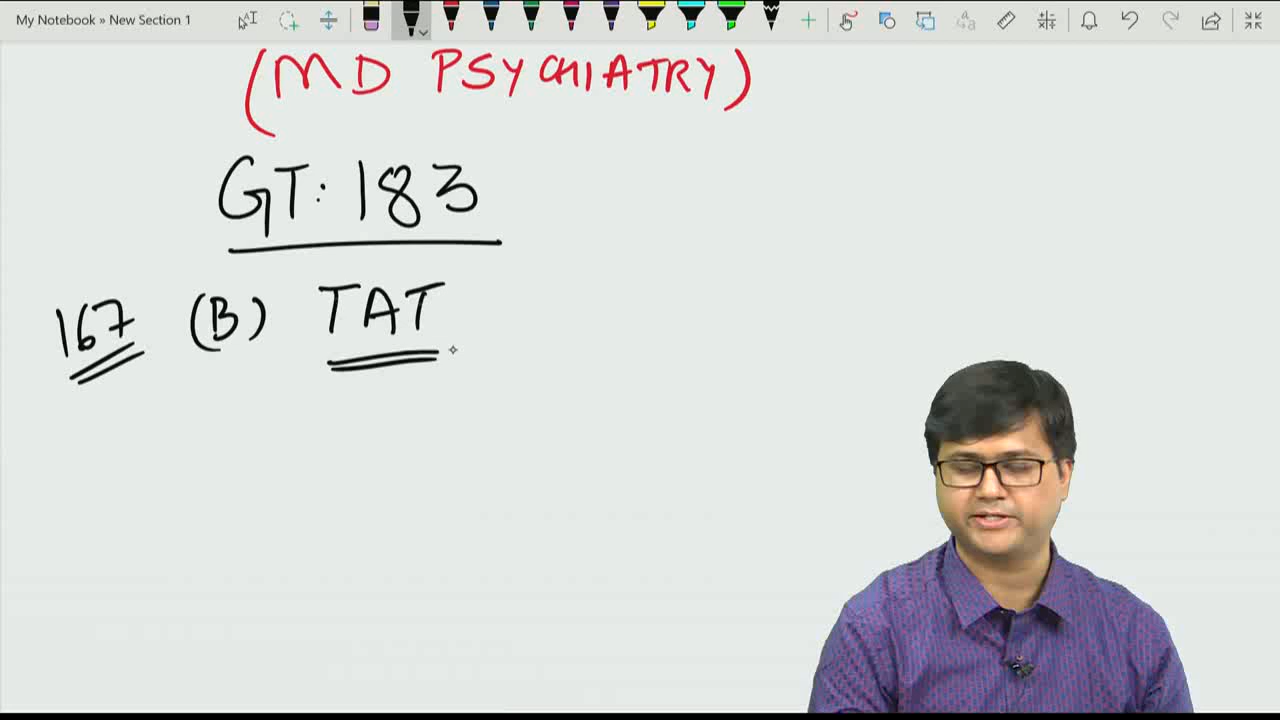 My Notebook » New Section 1
(MD PSYCHIATRY)
GT: 183
167 (B) TAT